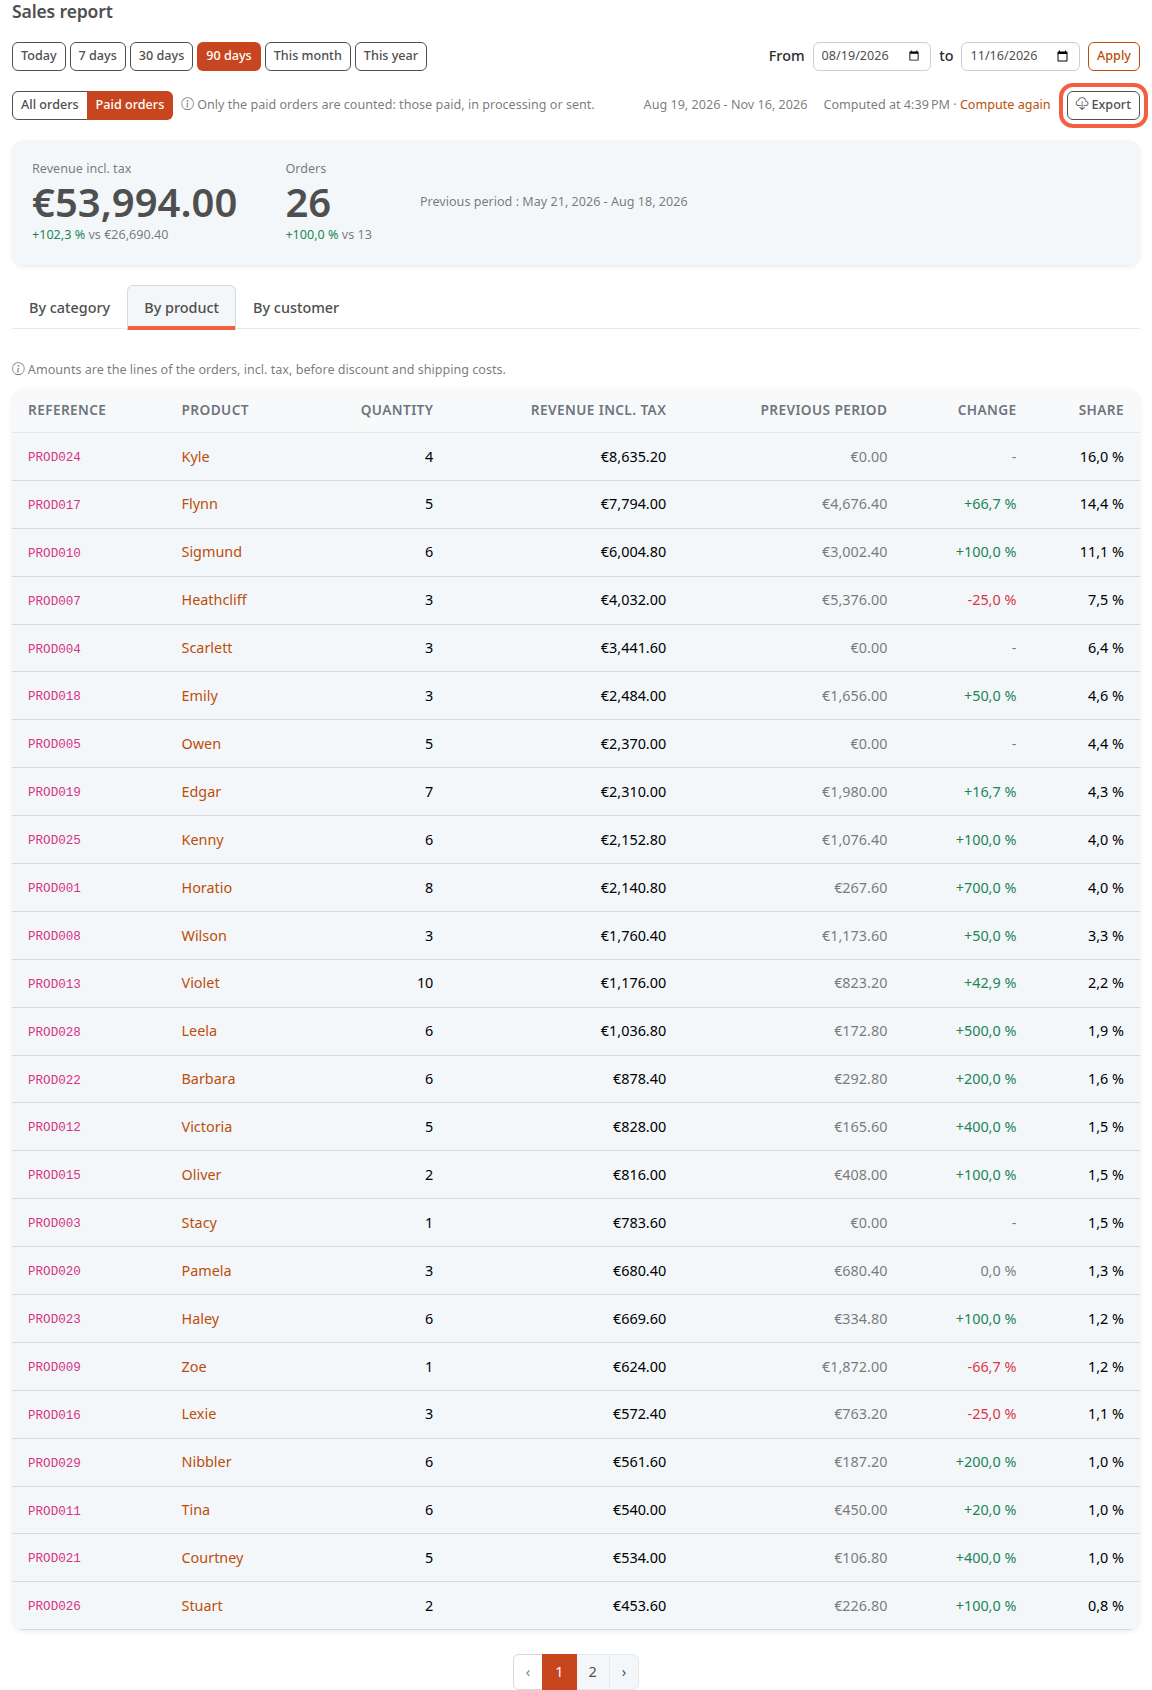 Sales report
Today 7 days 30 days 90 days This month This year From 08/19/2026 to 11/16/2026 Apply
All orders Paid orders Only the paid orders are counted: those paid, in processing or sent. Aug 19, 2026 - Nov 16, 2026 Computed at 4:39 PM · Compute again Export
Revenue incl. tax Orders
€53,994.00 26 Previous period : May 21, 2026 - Aug 18, 2026
+102,3 % vs €26,690.40 +100,0 % vs 13
By category By product By customer
Amounts are the lines of the orders, incl. tax, before discount and shipping costs.
REFERENCE PRODUCT QUANTITY REVENUE INCL. TAX PREVIOUS PERIOD CHANGE SHARE
PROD024 Kyle 4 €8,635.20 €0.00 - 16,0 %
PROD017 Flynn 5 €7,794.00 €4,676.40 +66,7 % 14,4 %
PROD010 Sigmund 6 €6,004.80 €3,002.40 +100,0 % 11,1 %
PROD007 Heathcliff 3 €4,032.00 €5,376.00 -25,0 % 7,5 %
PROD004 Scarlett 3 €3,441.60 €0.00 - 6,4 %
PROD018 Emily 3 €2,484.00 €1,656.00 +50,0 % 4,6 %
PROD005 Owen 5 €2,370.00 €0.00 - 4,4 %
PROD019 Edgar 7 €2,310.00 €1,980.00 +16,7 % 4,3 %
PROD025 Kenny 6 €2,152.80 €1,076.40 +100,0 % 4,0 %
PROD001 Horatio 8 €2,140.80 €267.60 +700,0 % 4,0 %
PROD008 Wilson 3 €1,760.40 €1,173.60 +50,0 % 3,3 %
PROD013 Violet 10 €1,176.00 €823.20 +42,9 % 2,2 %
PROD028 Leela 6 €1,036.80 €172.80 +500,0 % 1,9 %
PROD022 Barbara 6 €878.40 €292.80 +200,0 % 1,6 %
PROD012 Victoria 5 €828.00 €165.60 +400,0 % 1,5 %
PROD015 Oliver 2 €816.00 €408.00 +100,0 % 1,5 %
PROD003 Stacy 1 €783.60 €0.00 - 1,5 %
PROD020 Pamela 3 €680.40 €680.40 0,0 % 1,3 %
PROD023 Haley 6 €669.60 €334.80 +100,0 % 1,2 %
PROD009 Zoe 1 €624.00 €1,872.00 -66,7 % 1,2 %
PROD016 Lexie 3 €572.40 €763.20 -25,0 % 1,1 %
PROD029 Nibbler 6 €561.60 €187.20 +200,0 % 1,0 %
PROD011 Tina 6 €540.00 €450.00 +20,0 % 1,0 %
PROD021 Courtney 5 €534.00 €106.80 +400,0 % 1,0 %
PROD026 Stuart 2 €453.60 €226.80 +100,0 % 0,8 %
‹ 1 2 ›